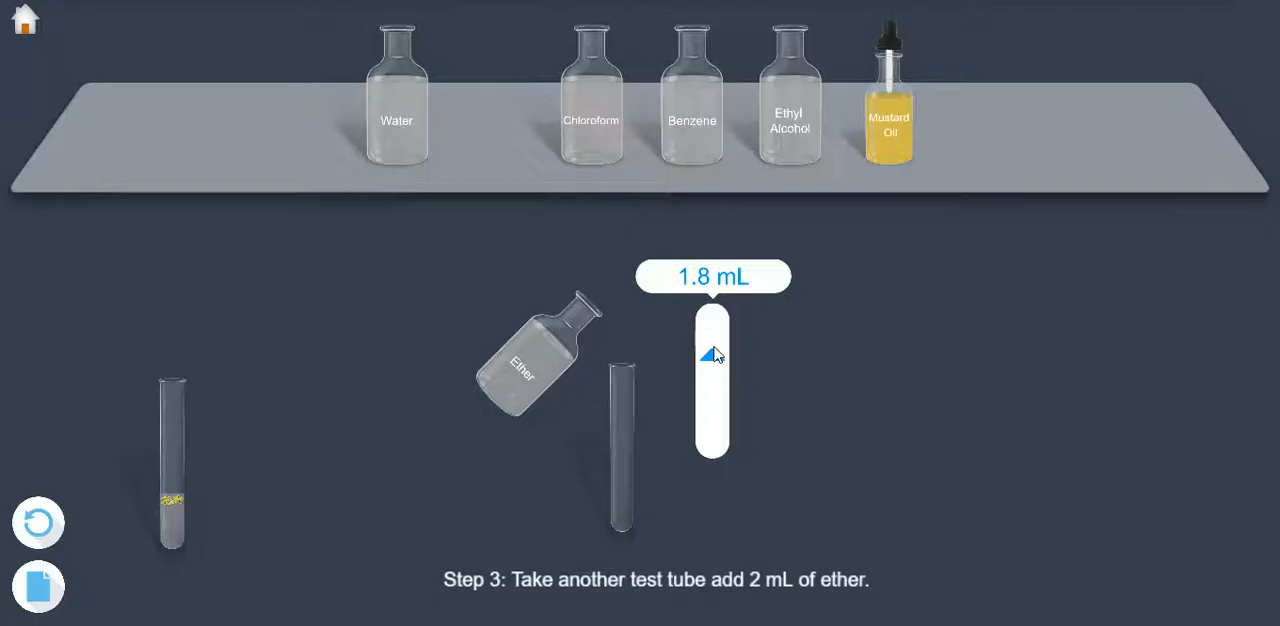 Water
Chloroform
Benzene
Ethyl
Alcohol
Mustard
Oil
1.8 mL
Ether
Step 3: Take another test tube add 2 mL of ether.